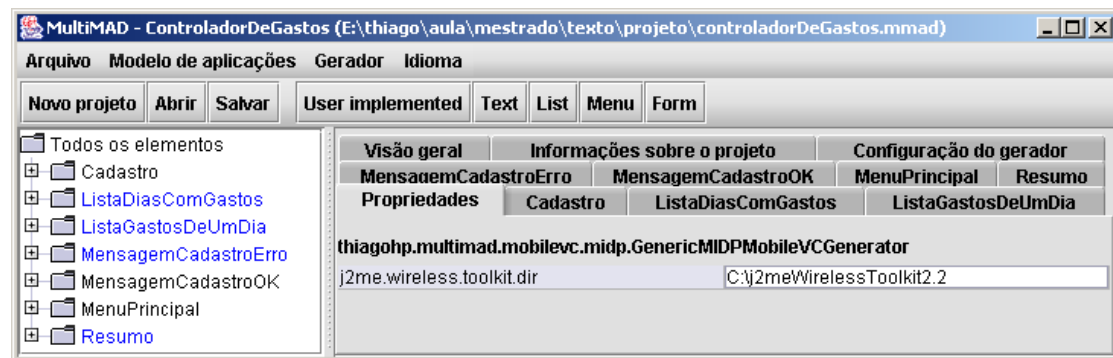 MultiMAD - ControladorDeGastos (E:\thiago\aula\mestrado\texto\projeto\controladorDeGastos.mmad)
Arquivo Modelo de aplicações Gerador Idioma
Novo projeto Abrir Salvar User implemented Text List Menu Form
Todos os elementos
Cadastro
ListaDiasComGastos
ListaGastosDeUmDia
MensagemCadastroErro
MensagemCadastroOK
MenuPrincipal
Resumo
Visão geral Informações sobre o projeto Configuração do gerador
MensagemCadastroErro MensagemCadastroOK MenuPrincipal Resumo
Propriedades Cadastro ListaDiasComGastos ListaGastosDeUmDia
thiagohp.multimad.mobilevc.midp.GenericMIDPMobileVCGenerator
j2me.wireless.toolkit.dir C:\j2meWirelessToolkit2.2